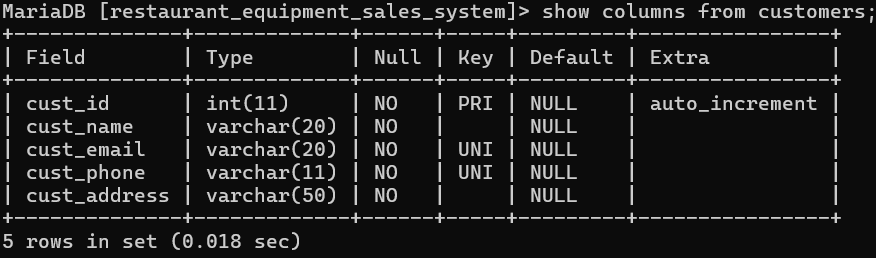 MariaDB [restaurant_equipment_sales_system]> show columns from customers;
+--------------+-------------+------+-----+---------+----------------+
| Field        | Type        | Null | Key | Default | Extra          |
+--------------+-------------+------+-----+---------+----------------+
| cust_id      | int(11)     | NO   | PRI | NULL    | auto_increment |
| cust_name    | varchar(20) | NO   |     | NULL    |                |
| cust_email   | varchar(20) | NO   | UNI | NULL    |                |
| cust_phone   | varchar(11) | NO   | UNI | NULL    |                |
| cust_address | varchar(50) | NO   |     | NULL    |                |
+--------------+-------------+------+-----+---------+----------------+
5 rows in set (0.018 sec)